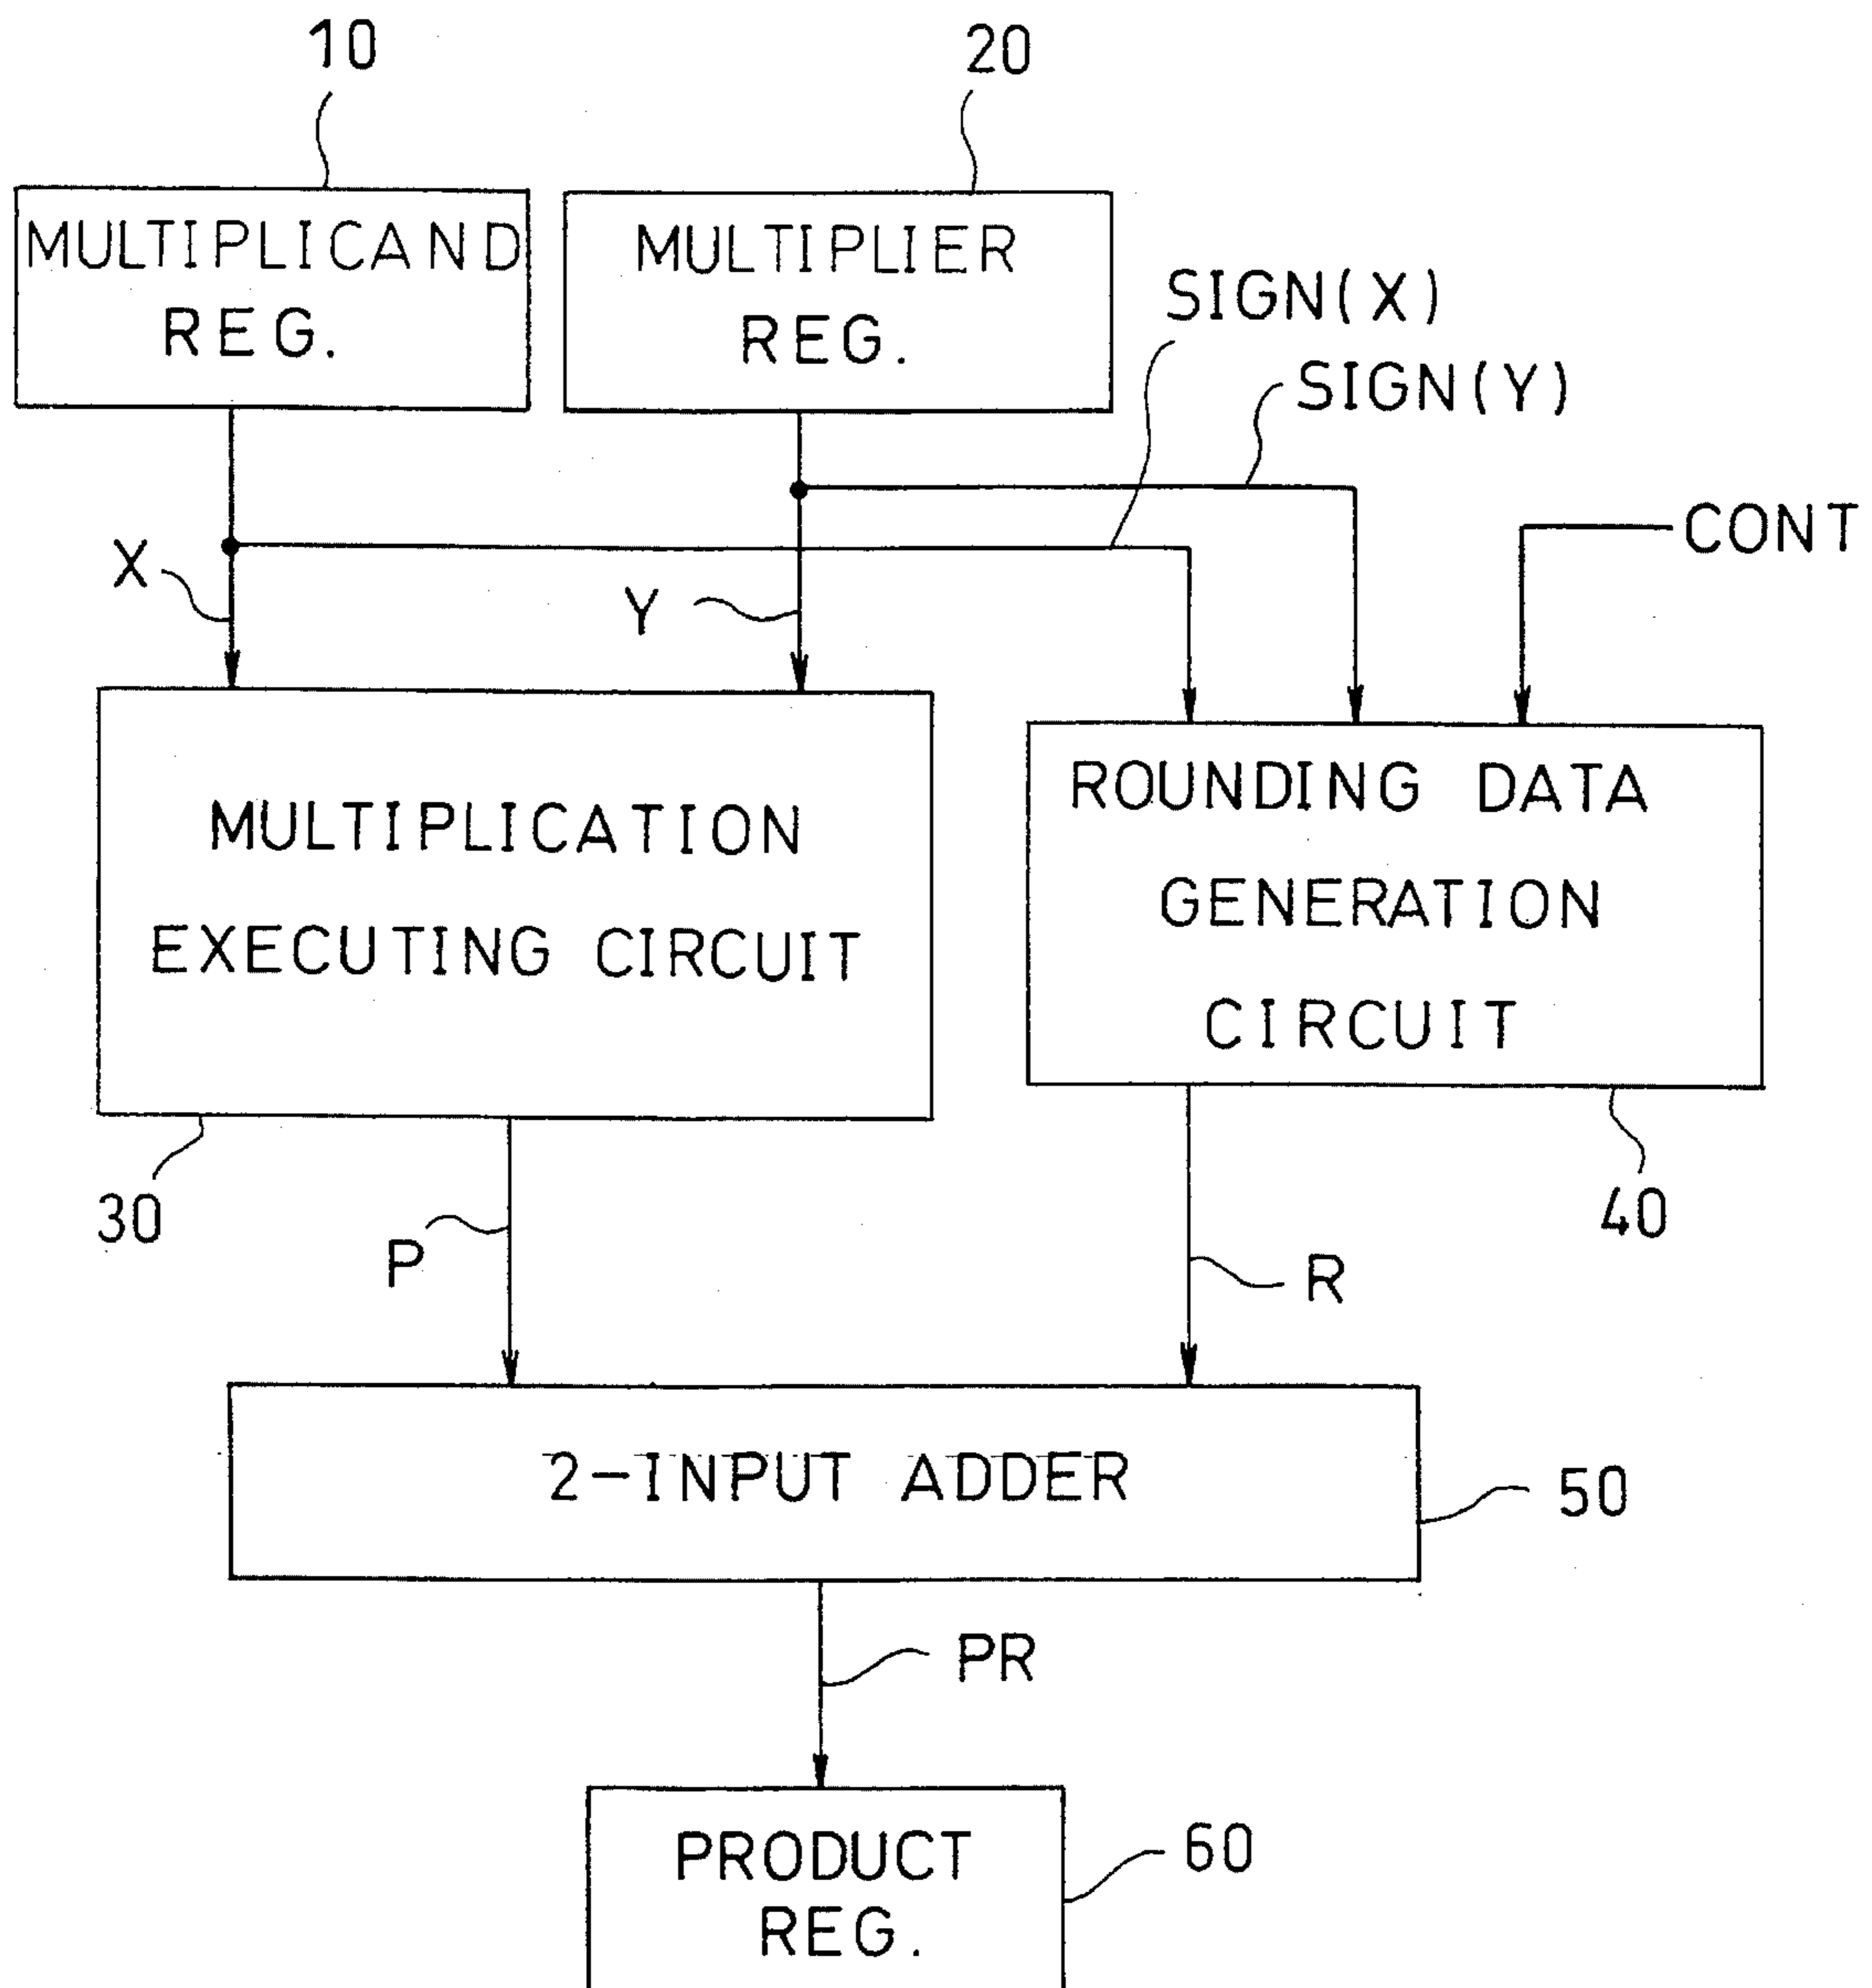 10
20
MULTIPLICAND
REG.
MULTIPLIER
REG.
SIGN(X)
SIGN(Y)
CONT
X
Y
MULTIPLICATION
EXECUTING CIRCUIT
ROUNDING DATA
GENERATION
CIRCUIT
30
40
P
R
2-INPUT ADDER
50
PR
PRODUCT
REG.
60